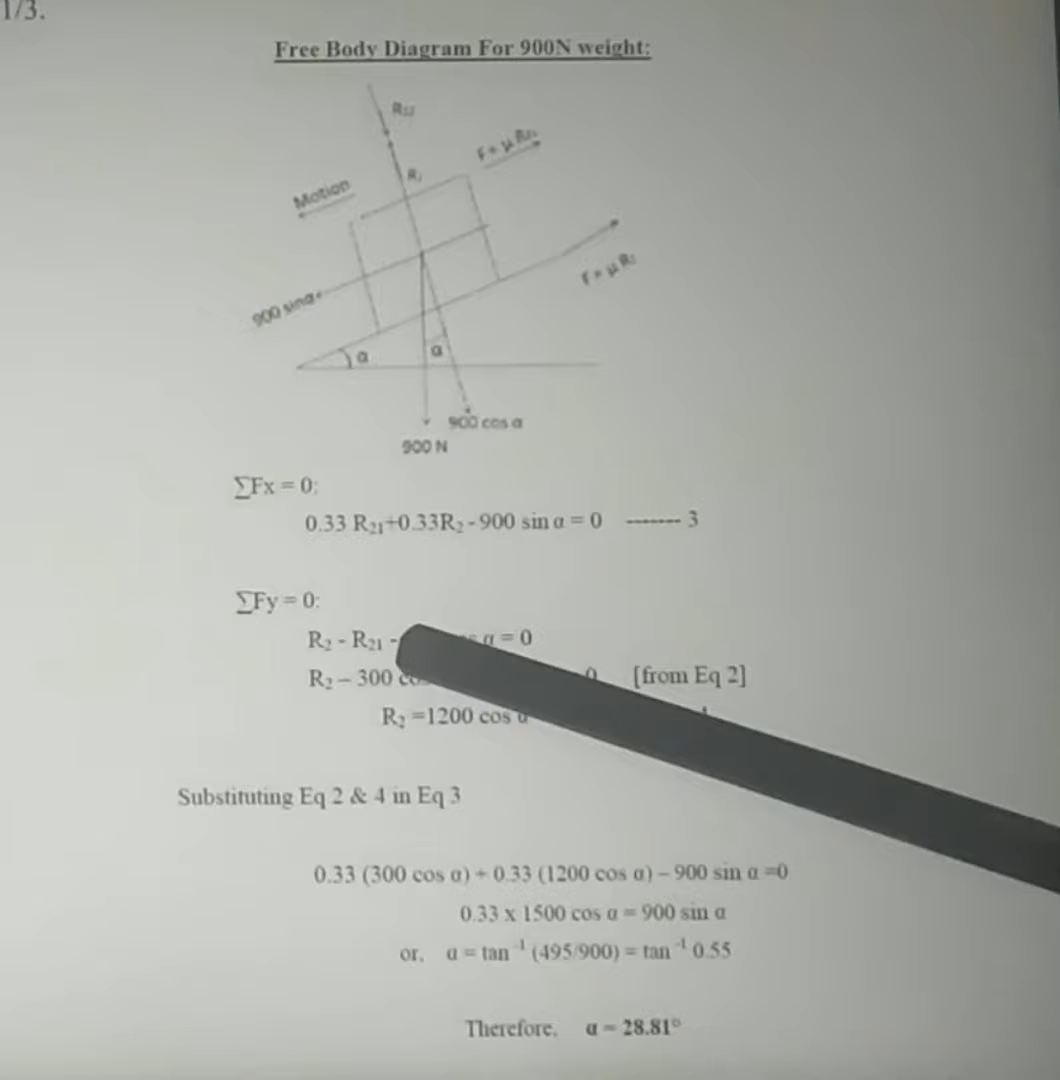 1/3.
Free Body Diagram For 900N weight:
Motion
F = μ R₂₁
F = μ R₂
900 sinα
α
α
900 cos α
900 N
∑Fx = 0:
0.33 R₂₁+0.33R₂ - 900 sin α = 0 ------- 3
∑Fy = 0:
R₂ - R₂₁ - α = 0
R₂ – 300 0 [from Eq 2]
R₂ =1200 cos α
Substituting Eq 2 & 4 in Eq 3
0.33 (300 cos α) + 0.33 (1200 cos α) – 900 sin α =0
0.33 x 1500 cos α = 900 sin α
or, α = tan ⁻¹ (495/900) = tan ⁻¹ 0.55
Therefore, α = 28.81°